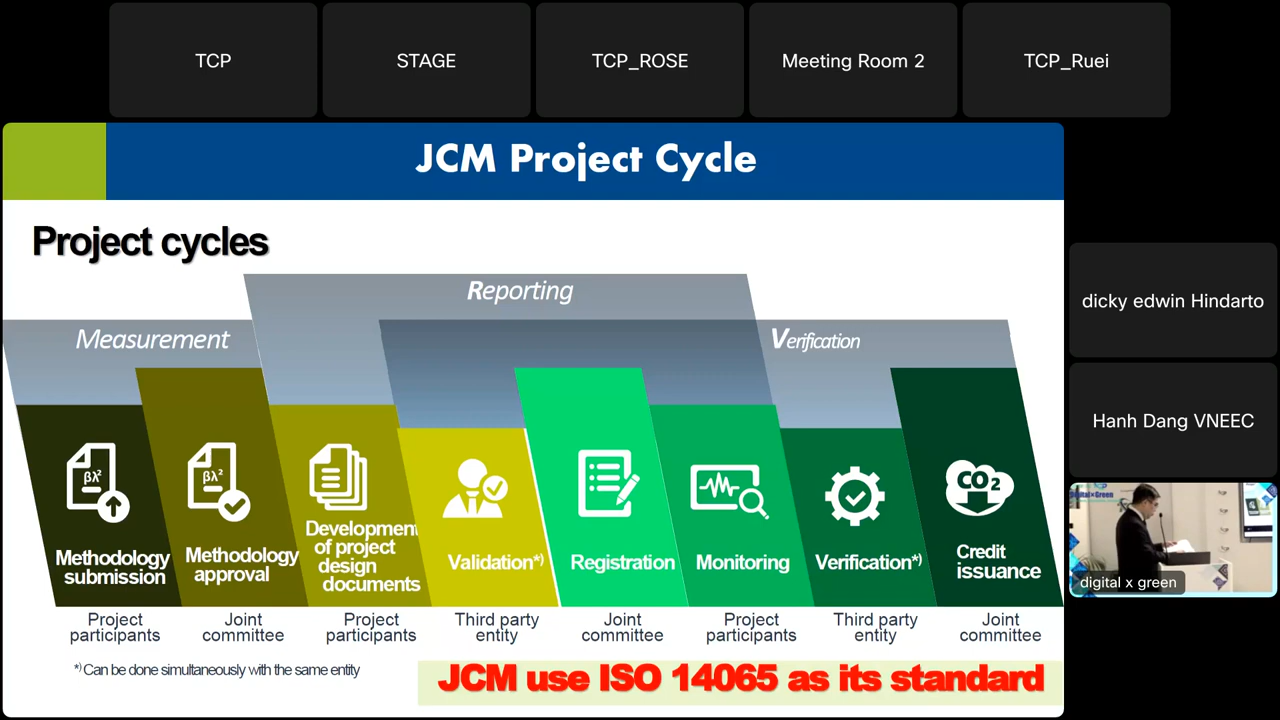 TCP
STAGE
TCP_ROSE
Meeting Room 2
TCP_Ruei
JCM Project Cycle
Project cycles
Reporting
Measurement
Verification
βλ²
βλ²
CO₂
Methodology
submission
Methodology
approval
Development
of project
design
documents
Validation*)
Registration
Monitoring
Verification*)
Credit
issuance
Project
participants
Joint
committee
Project
participants
Third party
entity
Joint
committee
Project
participants
Third party
entity
Joint
committee
*) Can be done simultaneously with the same entity
JCM use ISO 14065 as its standard
dicky edwin Hindarto
Hanh Dang VNEEC
digital x green